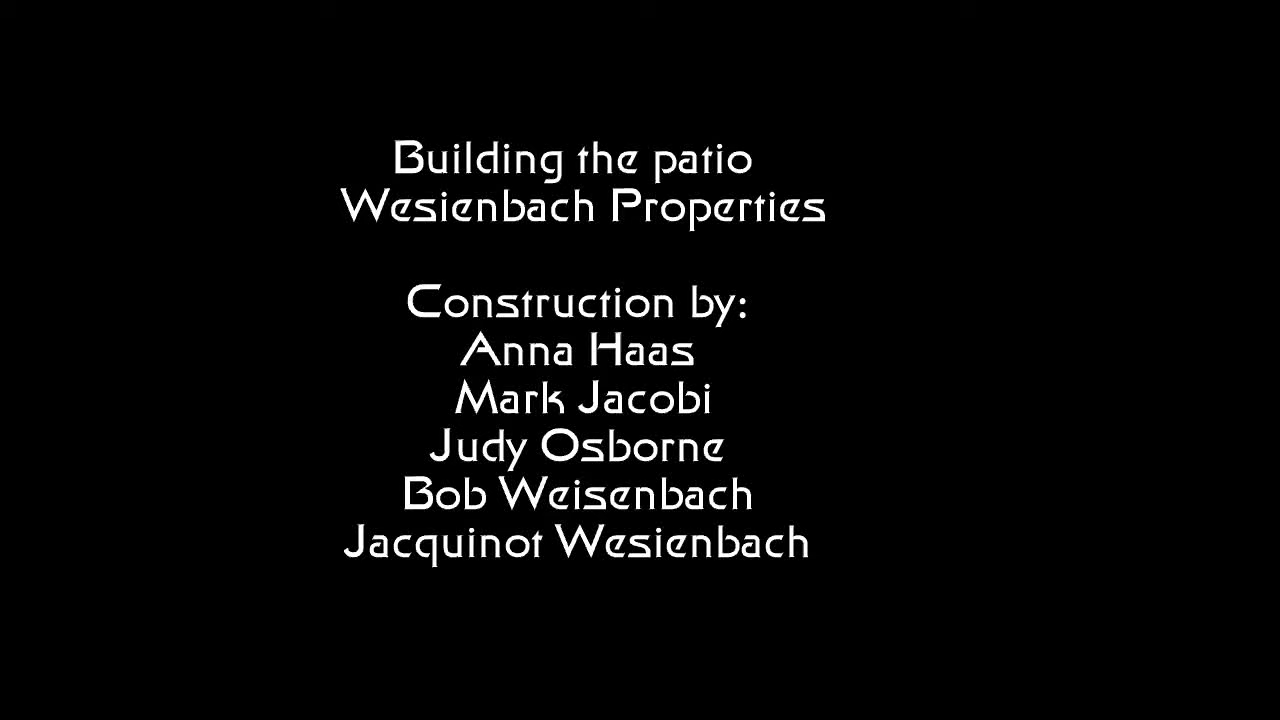 Building the patio
Wesienbach Properties
Construction by:
Anna Haas
Mark Jacobi
Judy Osborne
Bob Weisenbach
Jacquinot Wesienbach